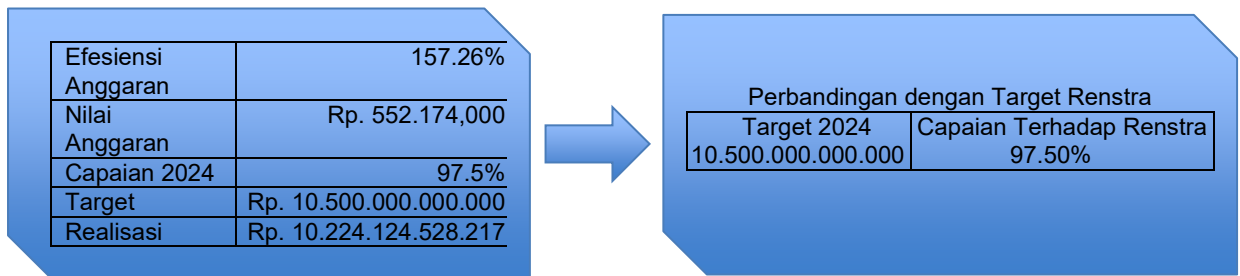 Efesiensi 157.26%
Anggaran
Nilai Rp. 552.174,000
Anggaran
Capaian 2024 97.5%
Target Rp. 10.500.000.000.000
Realisasi Rp. 10.224.124.528.217
Perbandingan dengan Target Renstra
Target 2024 Capaian Terhadap Renstra
10.500.000.000.000 97.50%